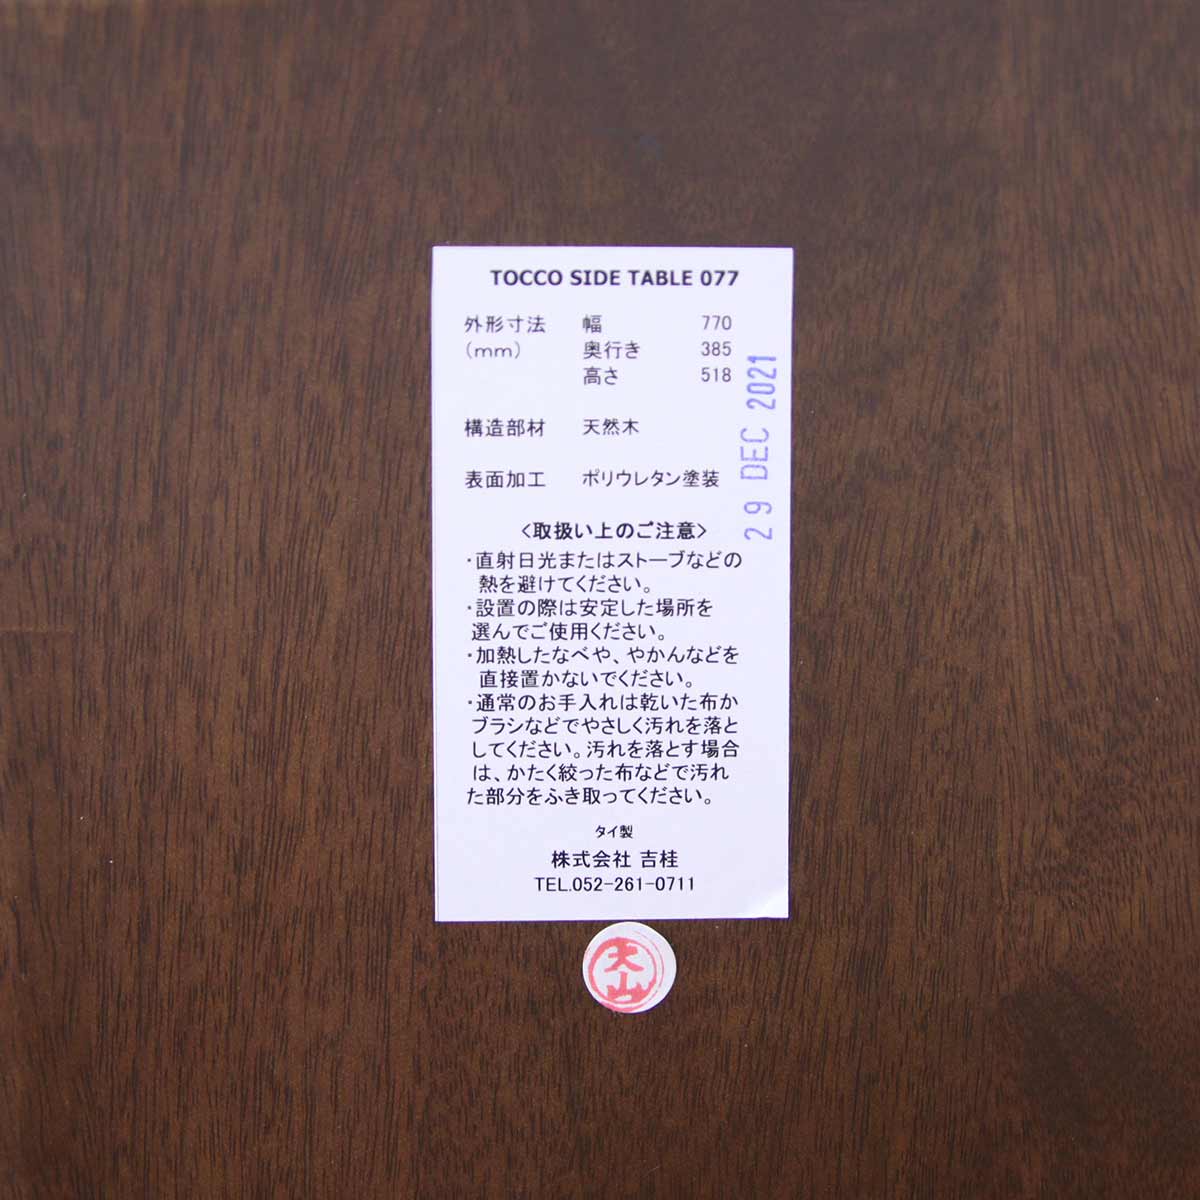 TOCCO SIDE TABLE 077
外形寸法 幅 770
(mm) 奥行き 385
高さ 518
構造部材 天然木
表面加工 ポリウレタン塗装
29 DEC 2021
<取扱い上のご注意>
・直射日光またはストーブなどの
熱を避けてください。
・設置の際は安定した場所を
選んでご使用ください。
・加熱したなべや、やかんなどを
直接置かないでください。
・通常のお手入れは乾いた布か
ブラシなどでやさしく汚れを落と
してください。汚れを落とす場合
は、かたく絞った布などで汚れ
た部分をふき取ってください。
タイ製
株式会社 吉桂
TEL.052-261-0711
大山